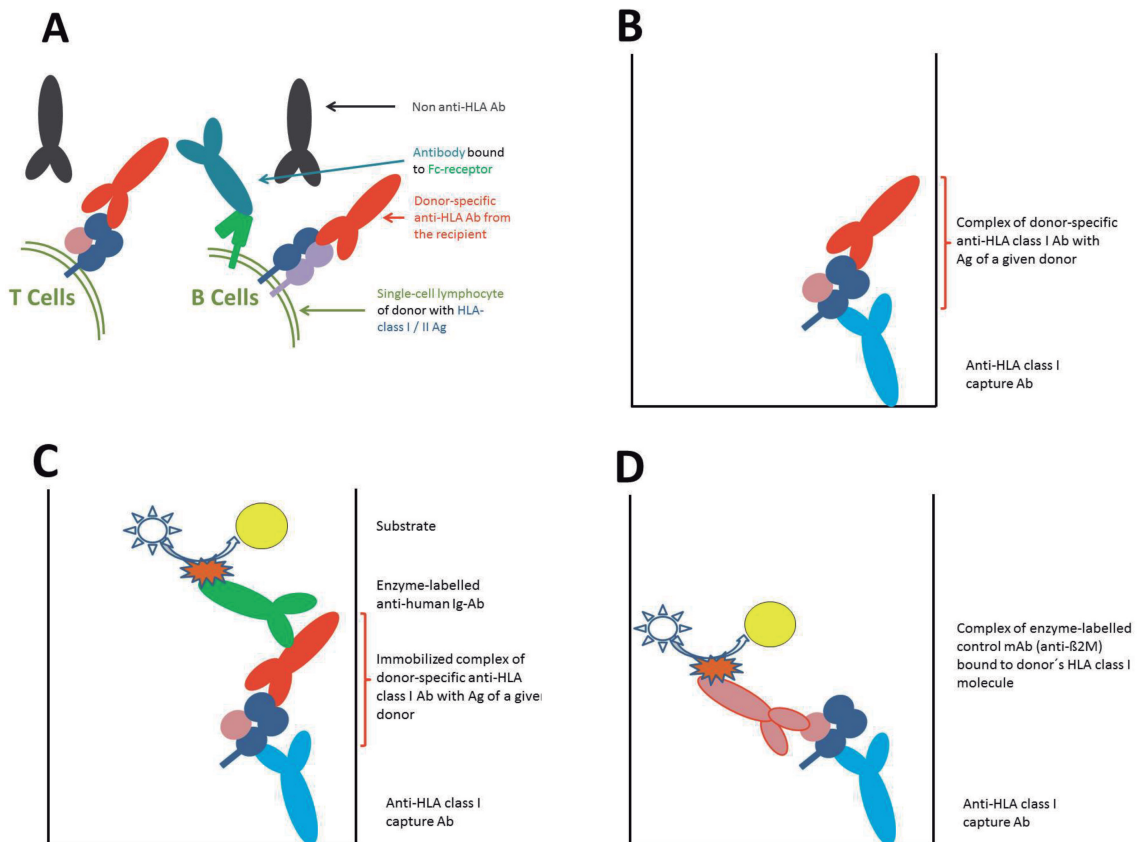 A
Non anti-HLA Ab
Antibody bound
to Fc-receptor
Donor-specific
anti-HLA Ab from
the recipient
T Cells
B Cells
Single-cell lymphocyte
of donor with HLA-
class I / II Ag
B
Complex of donor-specific
anti-HLA class I Ab with
Ag of a given donor
Anti-HLA class I
capture Ab
C
Substrate
Enzyme-labelled
anti-human Ig-Ab
Immobilized complex of
donor-specific anti-HLA
class I Ab with Ag of a give
donor
Anti-HLA class I
capture Ab
D
Complex of enzyme-labelled
control mAb (anti-ß2M)
bound to donor´s HLA class I
molecule
Anti-HLA class I
capture Ab